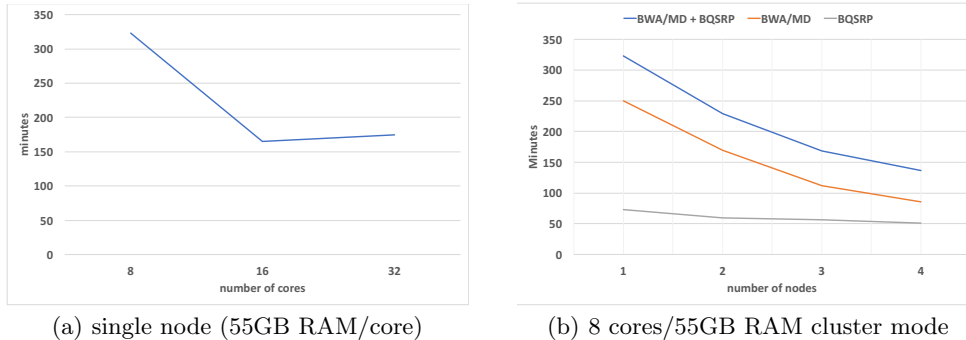 350
300
250
200
150
100
50
0
minutes
8 16 32
number of cores
(a) single node (55GB RAM/core)
BWA/MD + BQSRP BWA/MD BQSRP
350
300
250
200
150
100
50
0
Minutes
1 2 3 4
number of nodes
(b) 8 cores/55GB RAM cluster mode